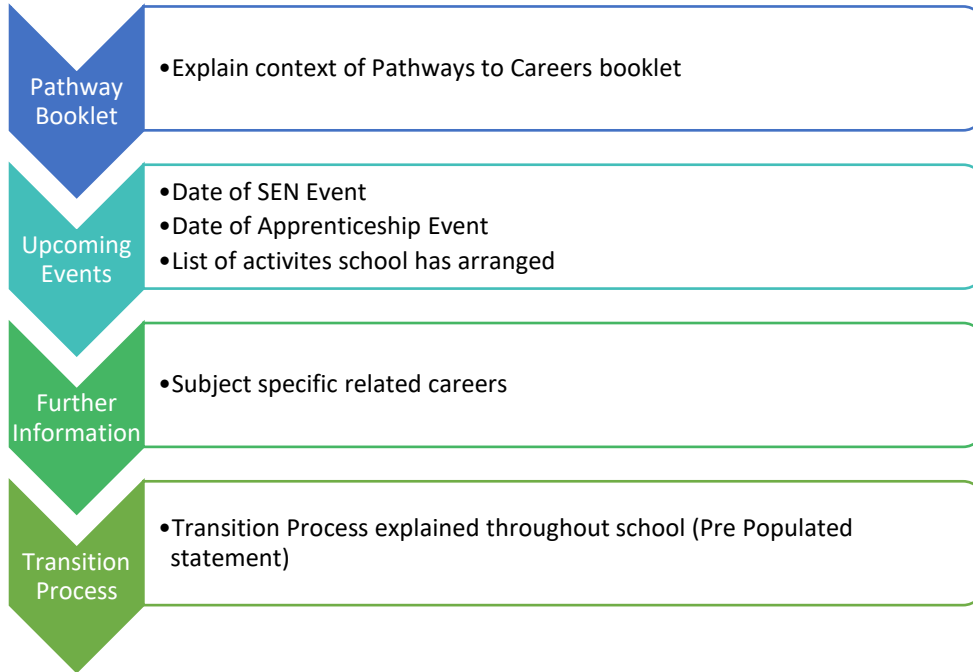 Pathway
Booklet
•Explain context of Pathways to Careers booklet
Upcoming
Events
•Date of SEN Event
•Date of Apprenticeship Event
•List of activites school has arranged
Further
Information
•Subject specific related careers
Transition
Process
•Transition Process explained throughout school (Pre Populated
statement)